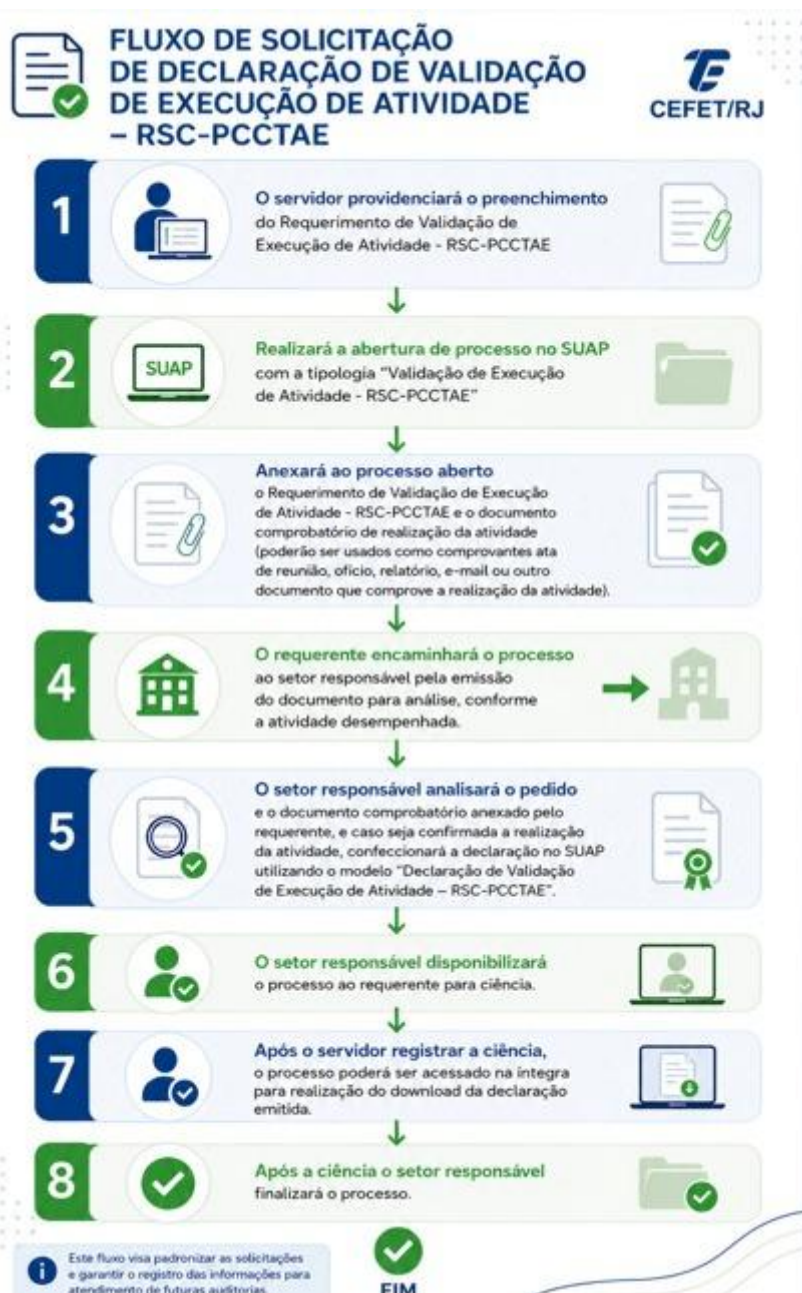 FLUXO DE SOLICITAÇÃO
DE DECLARAÇÃO DE VALIDAÇÃO
DE EXECUÇÃO DE ATIVIDADE
– RSC-PCCTAE
CEFET/RJ
1
O servidor providenciará o preenchimento
do Requerimento de Validação de
Execução de Atividade - RSC-PCCTAE
2
SUAP
Realizará a abertura de processo no SUAP
com a tipologia “Validação de Execução
de Atividade - RSC-PCCTAE”
3
Anexará ao processo aberto
o Requerimento de Validação de Execução
de Atividade - RSC-PCCTAE e o documento
comprobatório de realização da atividade
(poderão ser usados como comprovantes ata
de reunião, ofício, relatório, e-mail ou outro
documento que comprove a realização da atividade).
4
O requerente encaminhará o processo
ao setor responsável pela emissão
do documento para análise, conforme
a atividade desempenhada.
5
O setor responsável analisará o pedido
e o documento comprobatório anexado pelo
requerente, e caso seja confirmada a realização
da atividade, confeccionará a declaração no SUAP
utilizando o modelo “Declaração de Validação
de Execução de Atividade – RSC-PCCTAE”.
6
O setor responsável disponibilizará
o processo ao requerente para ciência.
7
Após o servidor registrar a ciência,
o processo poderá ser acessado na íntegra
para realização do download da declaração
emitida.
8
Após a ciência o setor responsável
finalizará o processo.
Este fluxo visa padronizar as solicitações
e garantir o registro das informações para
atendimento de futuras auditorias.
FIM